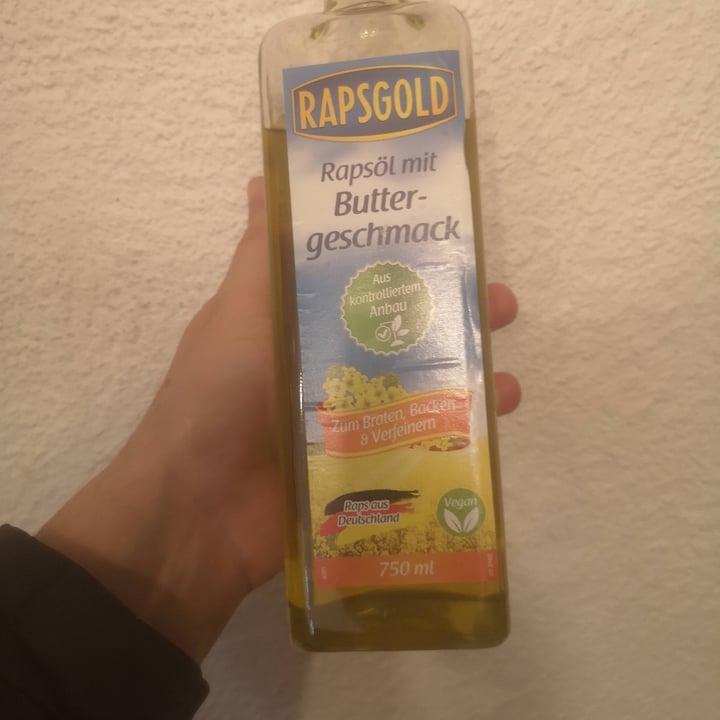 RAPSGOLD
Rapsöl mit
Butter-
geschmack
Aus
kontrolliertem
Anbau
Zum Braten, Backen
& Verfeinern
Raps aus
Deutschland
Vegan
750 ml